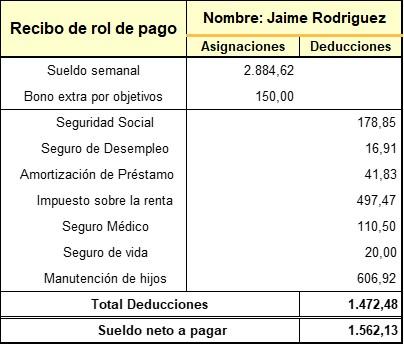 Recibo de rol de pago
Nombre: Jaime Rodriguez
Asignaciones Deducciones
Sueldo semanal 2.884,62
Bono extra por objetivos 150,00
Seguridad Social 178,85
Seguro de Desempleo 16,91
Amortización de Préstamo 41,83
Impuesto sobre la renta 497,47
Seguro Médico 110,50
Seguro de vida 20,00
Manutención de hijos 606,92
Total Deducciones 1.472,48
Sueldo neto a pagar 1.562,13